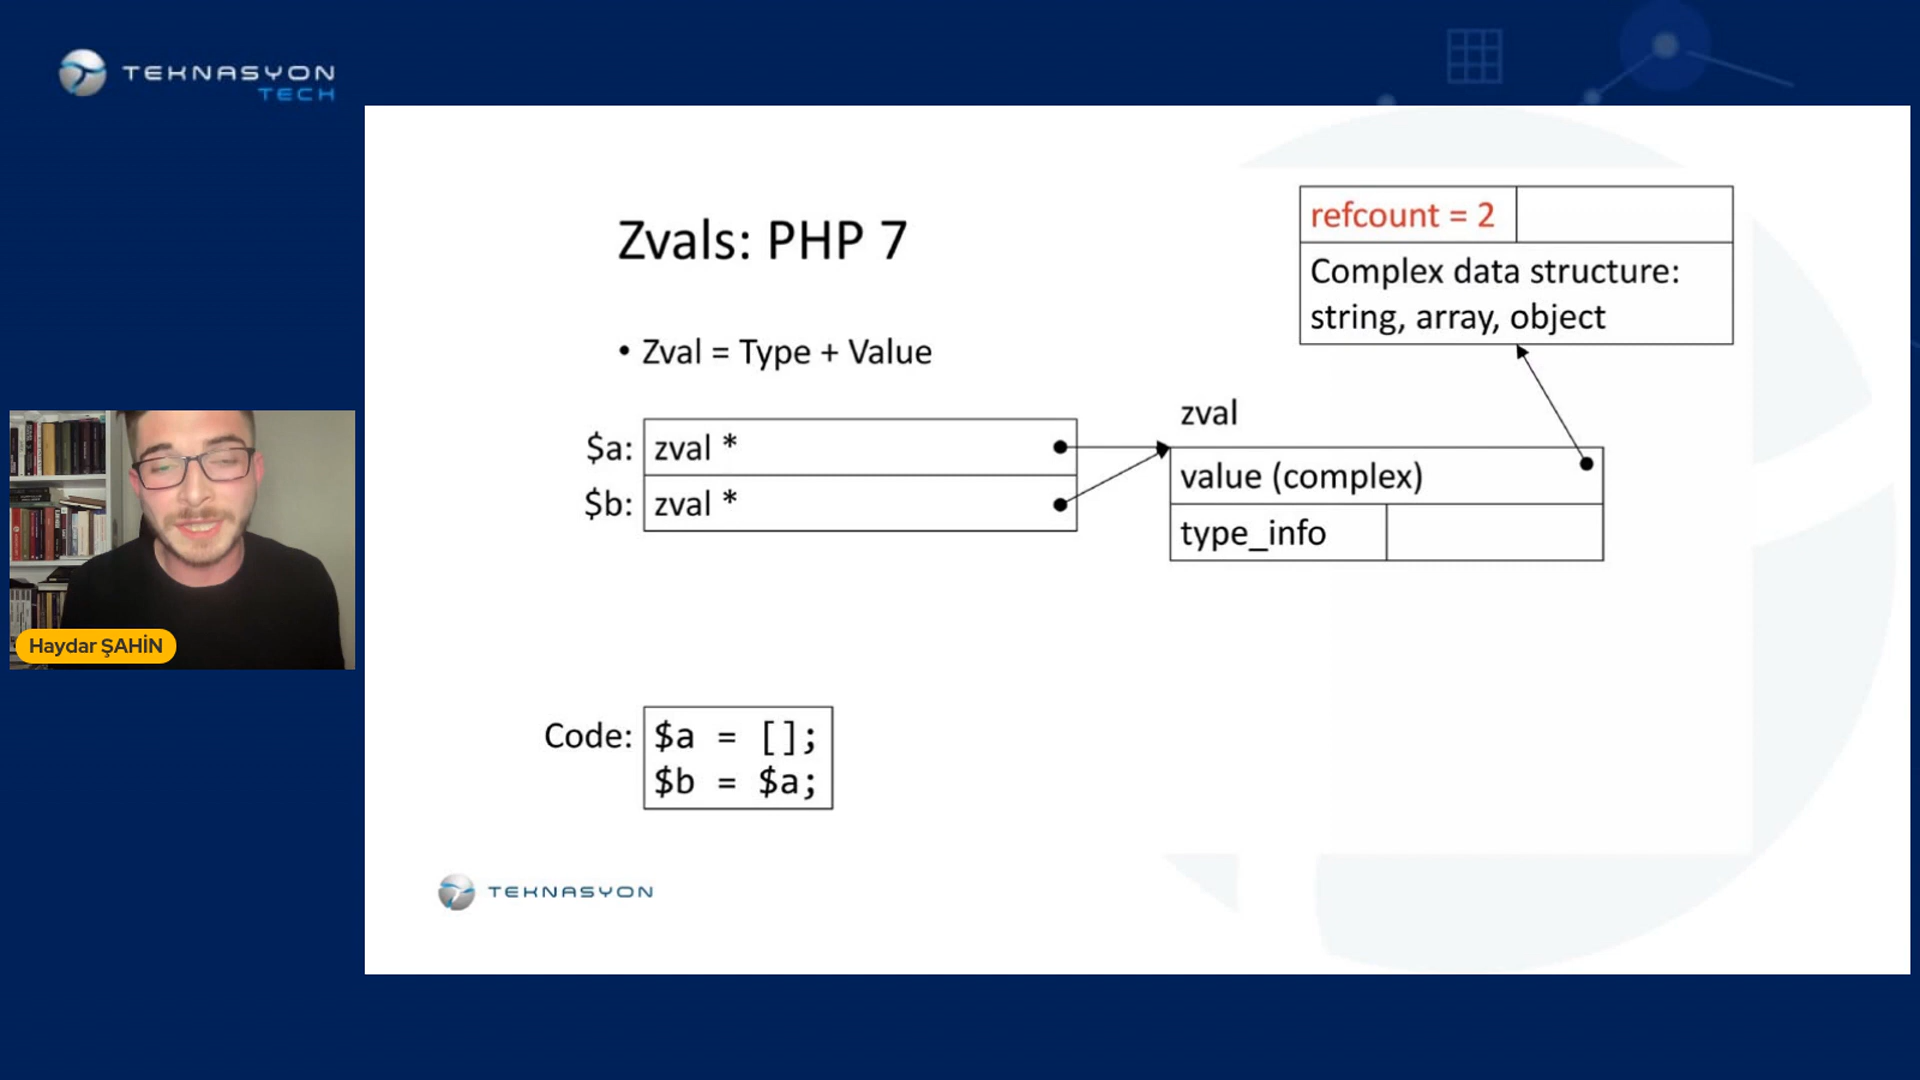 TEKNASYON
TECH
Zvals: PHP 7
refcount = 2
Complex data structure:
string, array, object
• Zval = Type + Value
zval
$a: zval *
$b: zval *
value (complex)
type_info
Haydar ŞAHİN
Code: $a = [];
$b = $a;
TEKNASYON